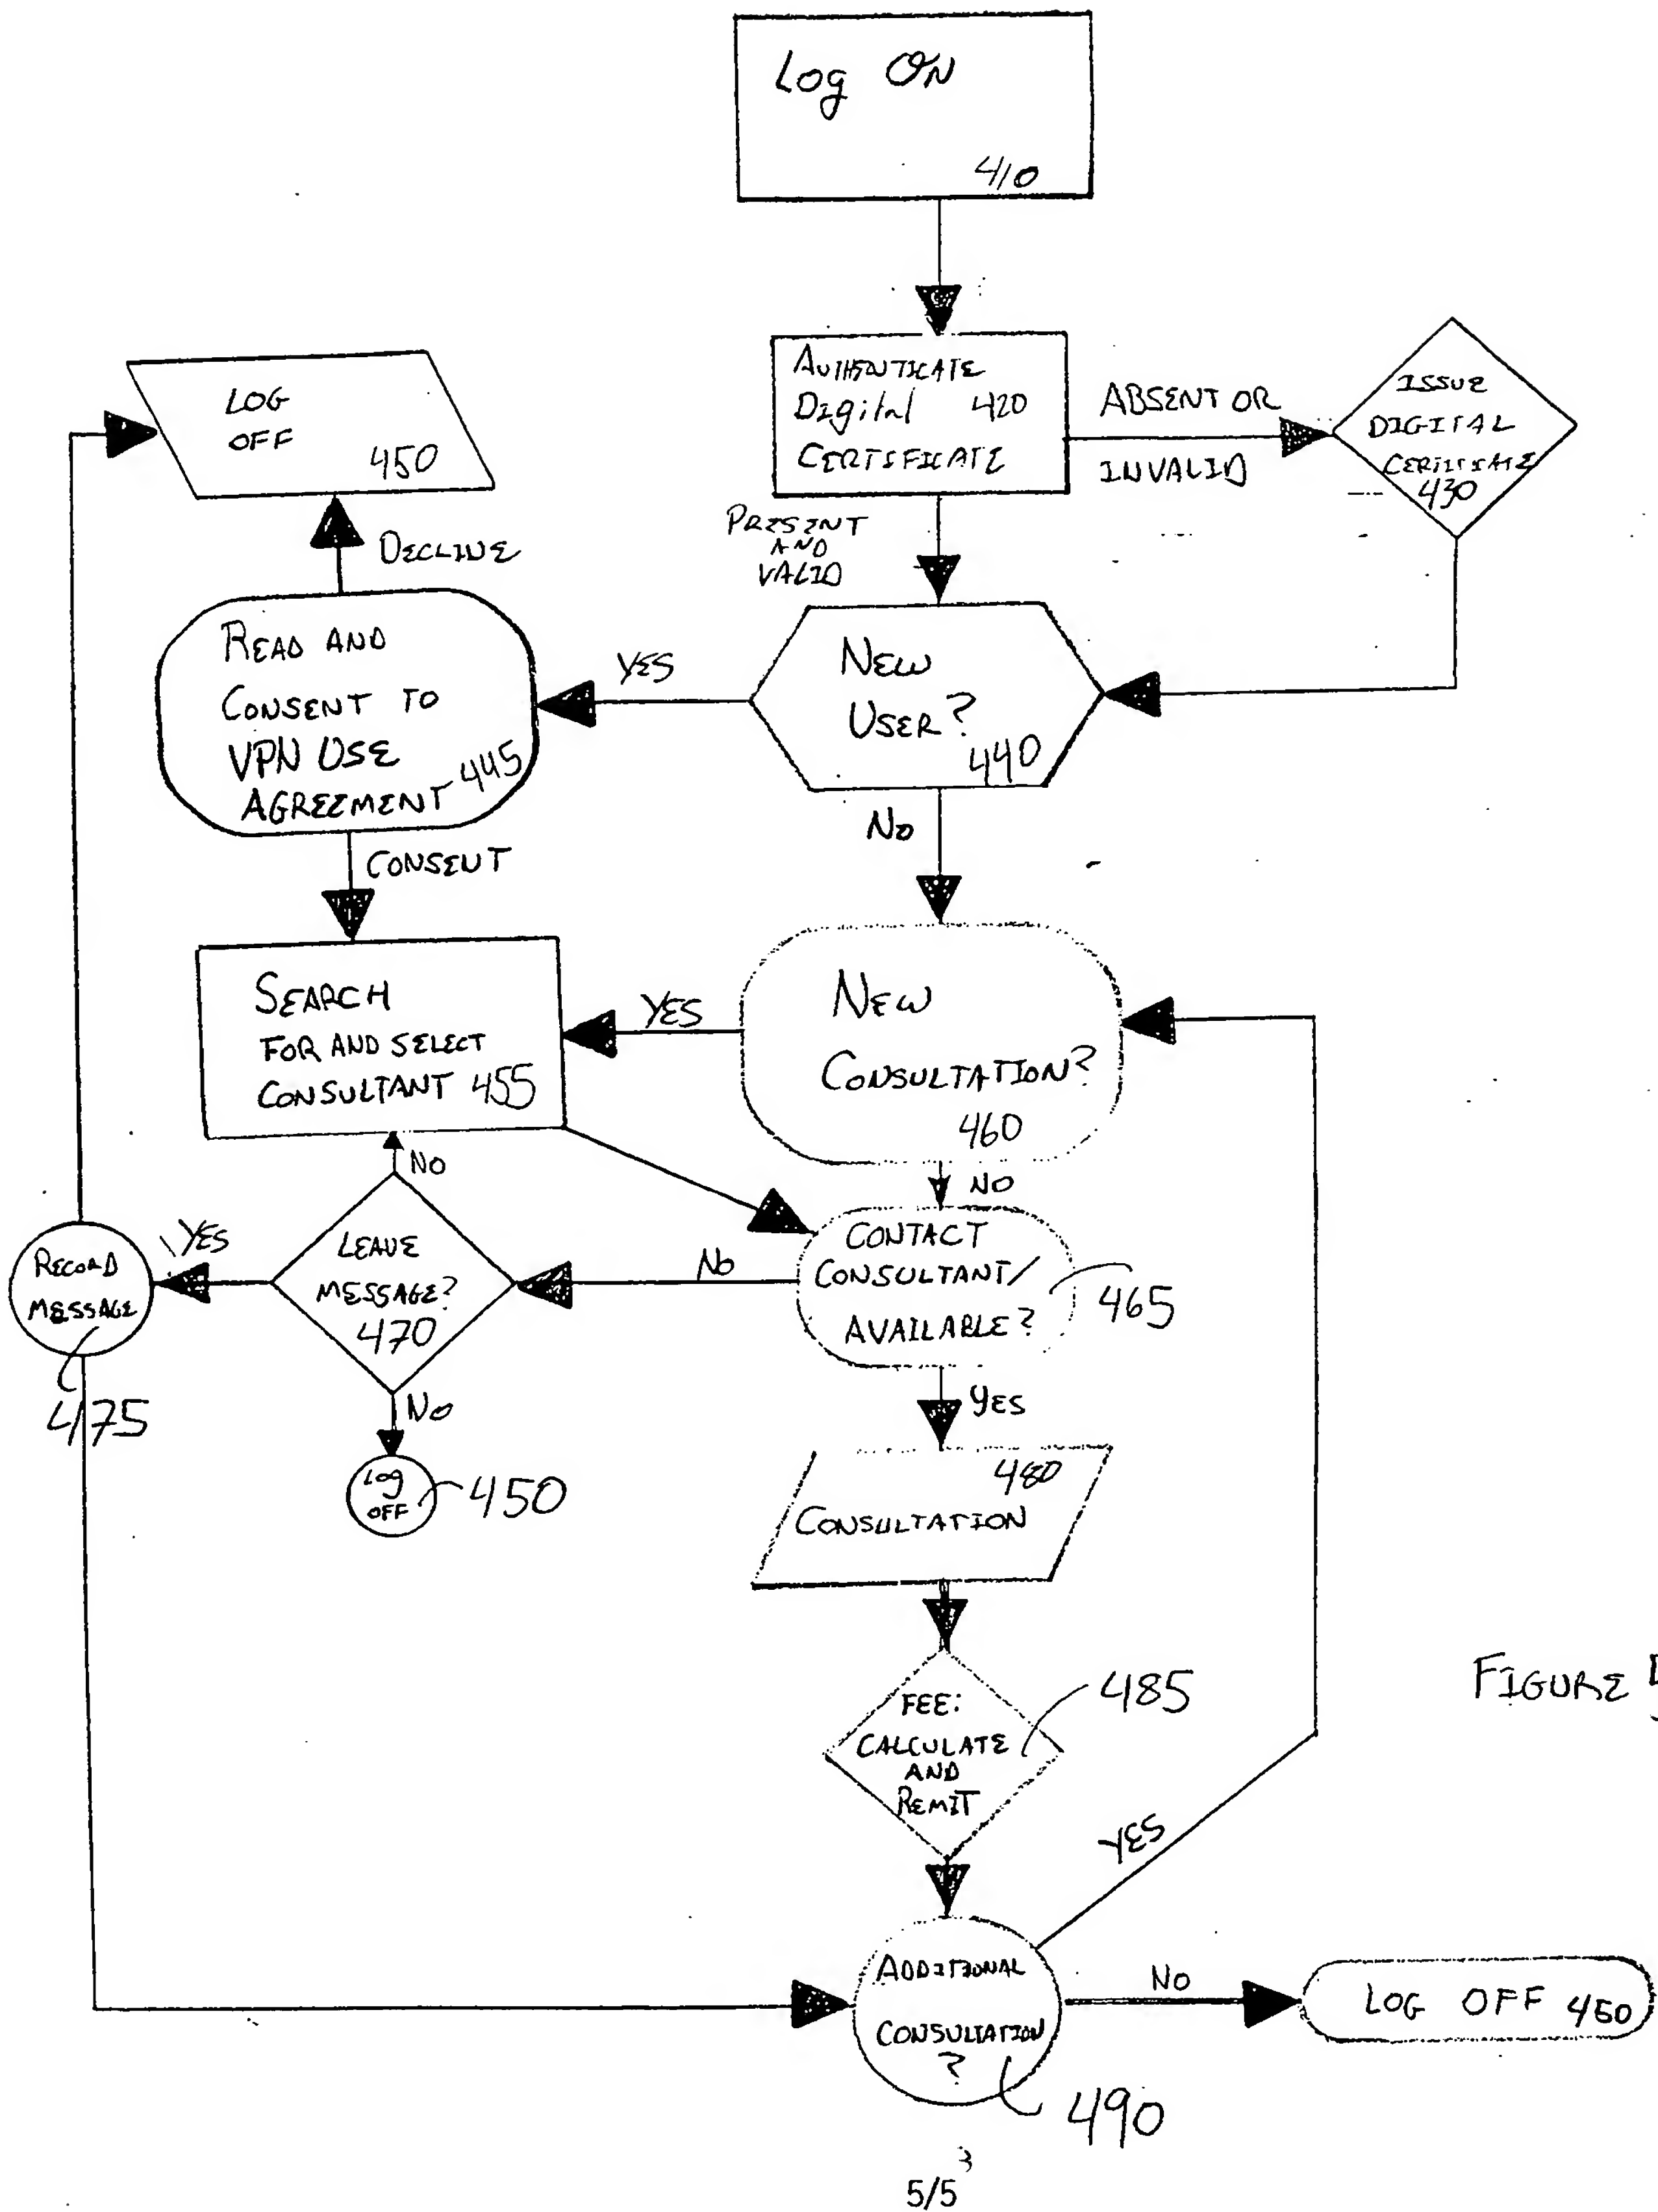 Log ON
410
AUTHENTICATE
Digital 420
CERTIFICATE
ABSENT OR
INVALID
ISSUE
DIGITAL
CERTIFICATE
430
LOG
OFF
450
DECLINE
PRESENT
AND
VALID
READ AND
CONSENT TO
VPN USE
AGREEMENT 445
YES
NEW
USER?
440
CONSENT
NO
SEARCH
FOR AND SELECT
CONSULTANT 455
YES
NEW
CONSULTATION?
460
NO
NO
RECORD
MESSAGE
475
YES
LEAVE
MESSAGE?
470
NO
CONTACT
CONSULTANT/
AVAILABLE?
465
NO
YES
Log
OFF
450
480
CONSULTATION
FEE:
CALCULATE
AND
REMIT
485
FIGURE 5
YES
ADDITIONAL
CONSULTATION
?
490
NO
LOG OFF 450
5/5
3